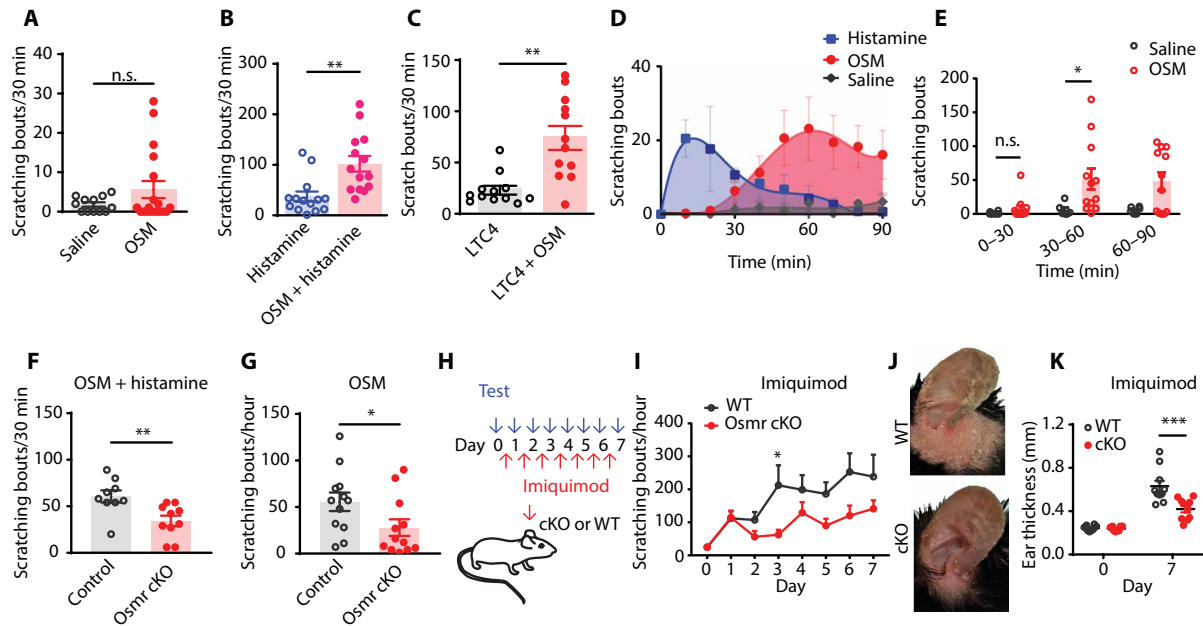 A
Scratching bouts/30 min
40
30
20
10
0
n.s.
Saline
OSM
B
Scratching bouts/30 min
300
200
100
0
**
Histamine
OSM + histamine
C
Scratch bouts/30 min
150
100
50
0
**
LTC4
LTC4 + OSM
D
Scratching bouts
40
20
0
Histamine
OSM
Saline
0 30 60 90
Time (min)
E
Scratching bouts
200
150
100
50
0
Saline
OSM
n.s.
*
0–30
30–60
60–90
Time (min)
F
OSM + histamine
Scratching bouts/30 min
150
100
50
0
**
Control
Osmr cKO
G
OSM
Scratching bouts/hour
150
100
50
0
*
Control
Osmr cKO
H
Test
Day 0 1 2 3 4 5 6 7
Imiquimod
cKO or WT
I
Imiquimod
WT
Osmr cKO
Scratching bouts/hour
400
300
200
100
0
*
0 1 2 3 4 5 6 7
Day
J
WT
cKO
K
Imiquimod
WT
cKO
***
Ear thickness (mm)
1.2
0.8
0.4
0.0
0 7
Day